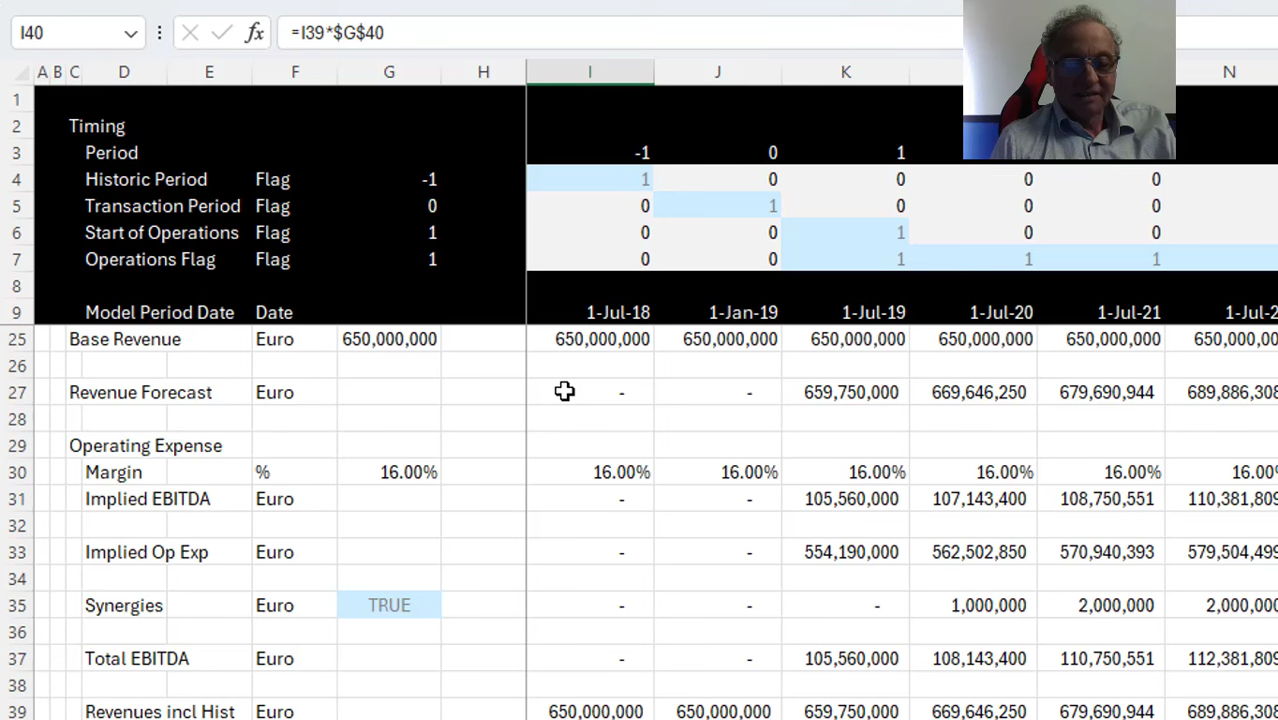 I40 fx =I39*$G$40
A B C D E F G H I J K N
1
2 Timing
3 Period -1 0 1
4 Historic Period Flag -1 1 0 0 0 0
5 Transaction Period Flag 0 0 1 0 0 0
6 Start of Operations Flag 1 0 0 1 0 0
7 Operations Flag Flag 1 0 0 1 1 1
8
9 Model Period Date Date 1-Jul-18 1-Jan-19 1-Jul-19 1-Jul-20 1-Jul-21 1-Jul-2
25 Base Revenue Euro 650,000,000 650,000,000 650,000,000 650,000,000 650,000,000 650,000,000 650,000,00
26
27 Revenue Forecast Euro - - 659,750,000 669,646,250 679,690,944 689,886,308
28
29 Operating Expense
30 Margin % 16.00% 16.00% 16.00% 16.00% 16.00% 16.00% 16.00%
31 Implied EBITDA Euro - - 105,560,000 107,143,400 108,750,551 110,381,809
32
33 Implied Op Exp Euro - - 554,190,000 562,502,850 570,940,393 579,504,499
34
35 Synergies Euro TRUE - - - 1,000,000 2,000,000 2,000,000
36
37 Total EBITDA Euro - - 105,560,000 108,143,400 110,750,551 112,381,809
38
39 Revenues incl Hist Euro 650,000,000 650,000,000 659,750,000 669,646,250 679,690,944 689,886,308